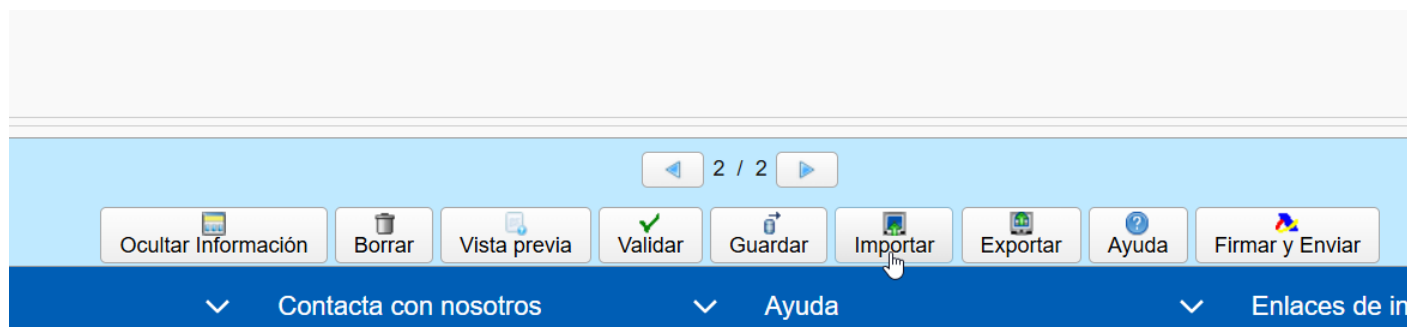 2 / 2
Ocultar Información Borrar Vista previa Validar Guardar Importar Exportar Ayuda Firmar y Enviar
Contacta con nosotros Ayuda Enlaces de in